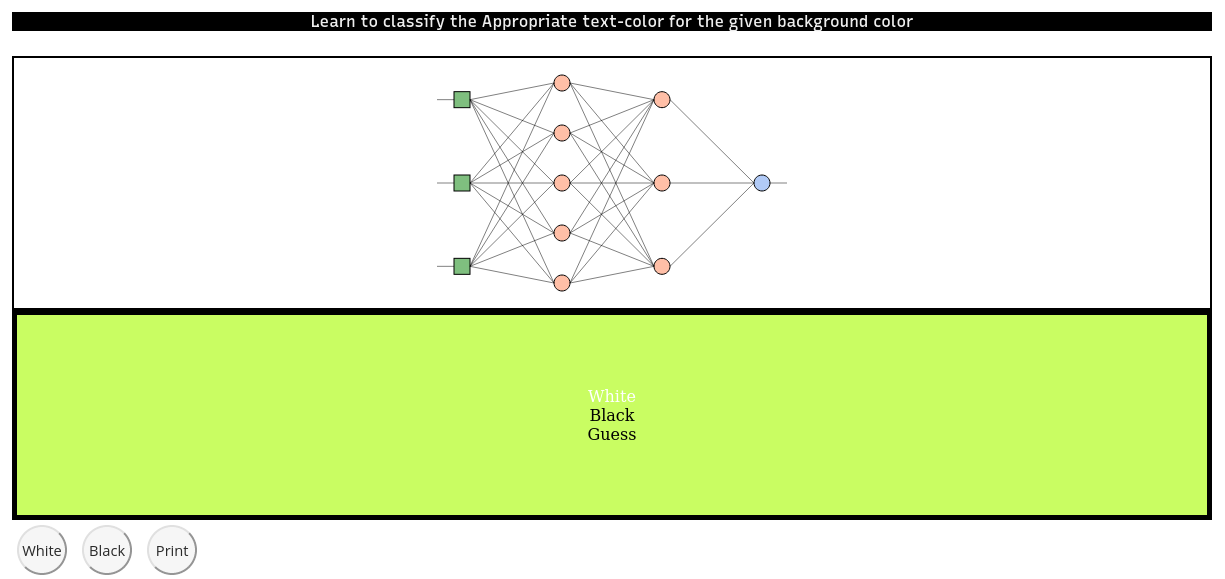 Learn to classify the Appropriate text-color for the given background color
White
Black
Guess
White Black Print